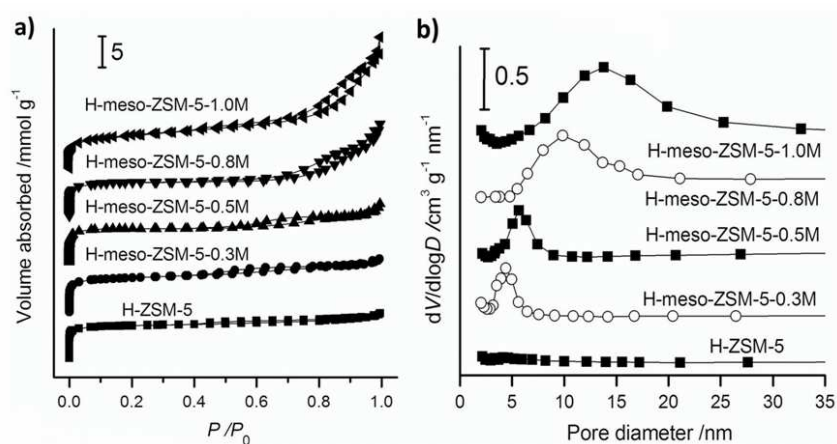 a)
5
H-meso-ZSM-5-1.0M
H-meso-ZSM-5-0.8M
H-meso-ZSM-5-0.5M
H-meso-ZSM-5-0.3M
H-ZSM-5
Volume absorbed /mmol g⁻¹
0.0 0.2 0.4 0.6 0.8 1.0
P/P₀
b)
0.5
H-meso-ZSM-5-1.0M
H-meso-ZSM-5-0.8M
H-meso-ZSM-5-0.5M
H-meso-ZSM-5-0.3M
H-ZSM-5
dV/dlogD /cm³ g⁻¹ nm⁻¹
0 5 10 15 20 25 30 35
Pore diameter /nm